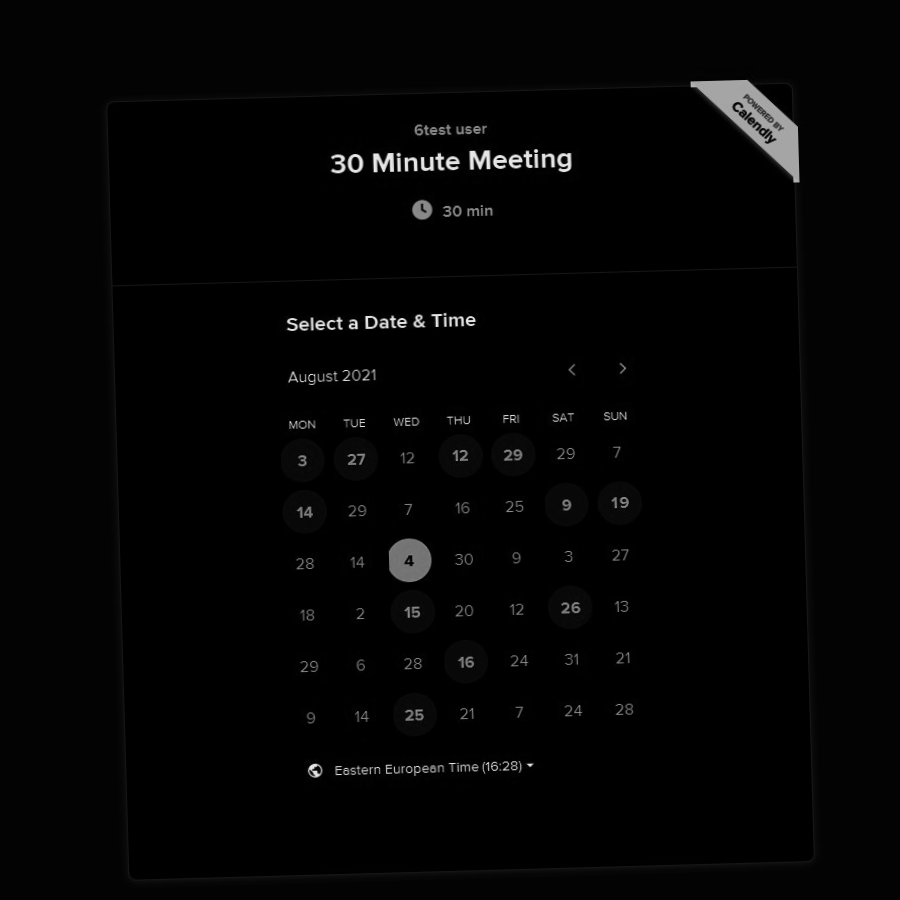 POWERED BY
Calendly
6test user
30 Minute Meeting
30 min
Select a Date & Time
August 2021
MON TUE WED THU FRI SAT SUN
3 27 12 12 29 29 7
14 29 7 16 25 9 19
28 14 4 30 9 3 27
18 2 15 20 12 26 13
29 6 28 16 24 31 21
9 14 25 21 7 24 28
Eastern European Time (16:28)